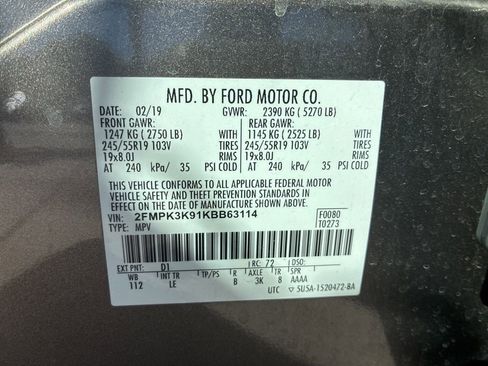 MFD. BY FORD MOTOR CO.
DATE: 02/19 GVWR: 2390 KG ( 5270 LB)
FRONT GAWR: REAR GAWR:
1247 KG ( 2750 LB) WITH 1145 KG ( 2525 LB) WITH
245/55R19 103V TIRES 245/55R19 103V TIRES
19x8.0J RIMS 19x8.0J RIMS
AT 240 kPa/ 35 PSI COLD AT 240 kPa/ 35 PSI COLD
THIS VEHICLE CONFORMS TO ALL APPLICABLE FEDERAL MOTOR
VEHICLE SAFETY AND BUMPER AND THEFT PREVENTION STANDARDS
IN EFFECT ON THE DATE OF MANUFACTURE SHOWN ABOVE.
VIN: 2FMPK3K91KBB63114 F0080
TYPE: MPV T0273
EXT PNT: D1 RC: 72 DSO:
WB INT TR TP/PS R AXLE TR SPR
112 LE B 3K 8 AAAA
UTC 5U5A-1520472-BA